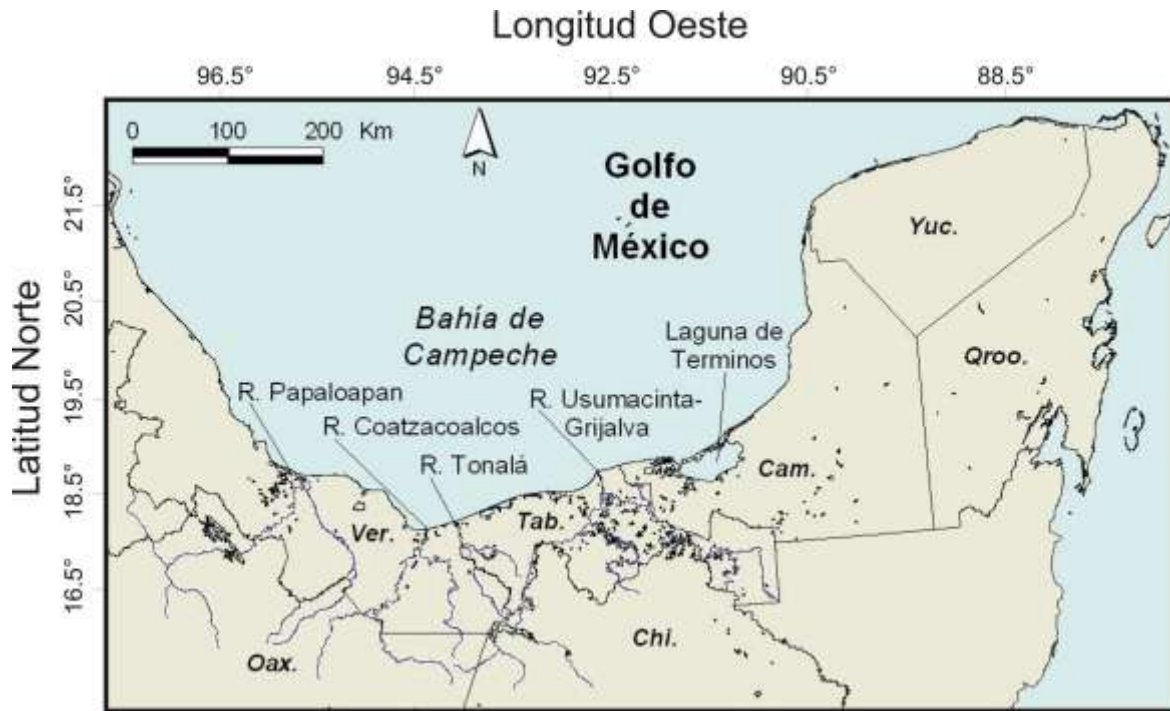 Longitud Oeste
96.5° 94.5° 92.5° 90.5° 88.5°
0 100 200 Km
N
Golfo
de
México
Bahía de
Campeche
Laguna de
Terminos
R. Papaloapan
R. Coatzacoalcos
R. Tonalá
R. Usumacinta-
Grijalva
Yuc.
Qroo.
Cam.
Tab.
Ver.
Chi.
Oax.
Latitud Norte
21.5°
20.5°
19.5°
18.5°
16.5°